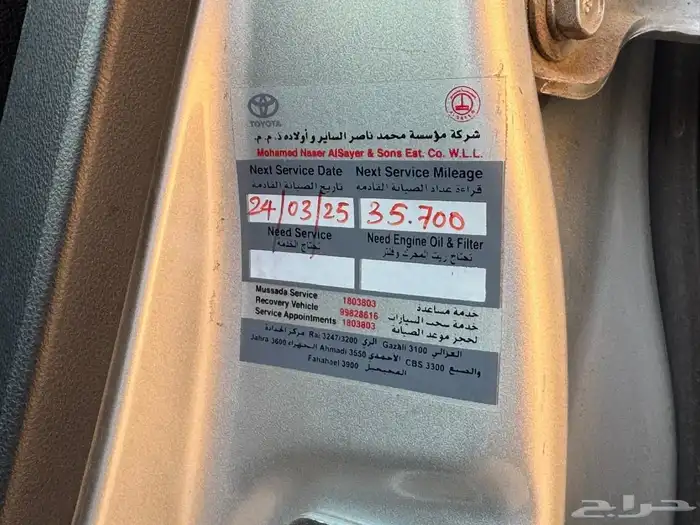 TOYOTA
شركة مؤسسة محمد ناصر الساير و أولاده ذ.م.م.
Mohamed Naser AlSayer & Sons Est. Co. W.L.L.
Next Service Date Next Service Mileage
تاريخ الصيانة القادمة قراءة عداد الصيانة القادمة
24/03/25 35.700
Need Service Need Engine Oil & Filter
تحتاج الخدمة تحتاج زيت المحرك وفلتر
Mussada Service 1803803 خدمة مساعدة
Recovery Vehicle 99828616 خدمة سحب السيارات
Service Appointments 1803803 لحجز موعد الصيانة
الغزالي Gazali 3100 الري Rai 3247/3200 مركز الحدادة
والصبغ CBS 3300 الأحمدي Ahmadi 3550 الجهراء Jahra 3600
الفحيحيل Fahaheel 3900
حراج